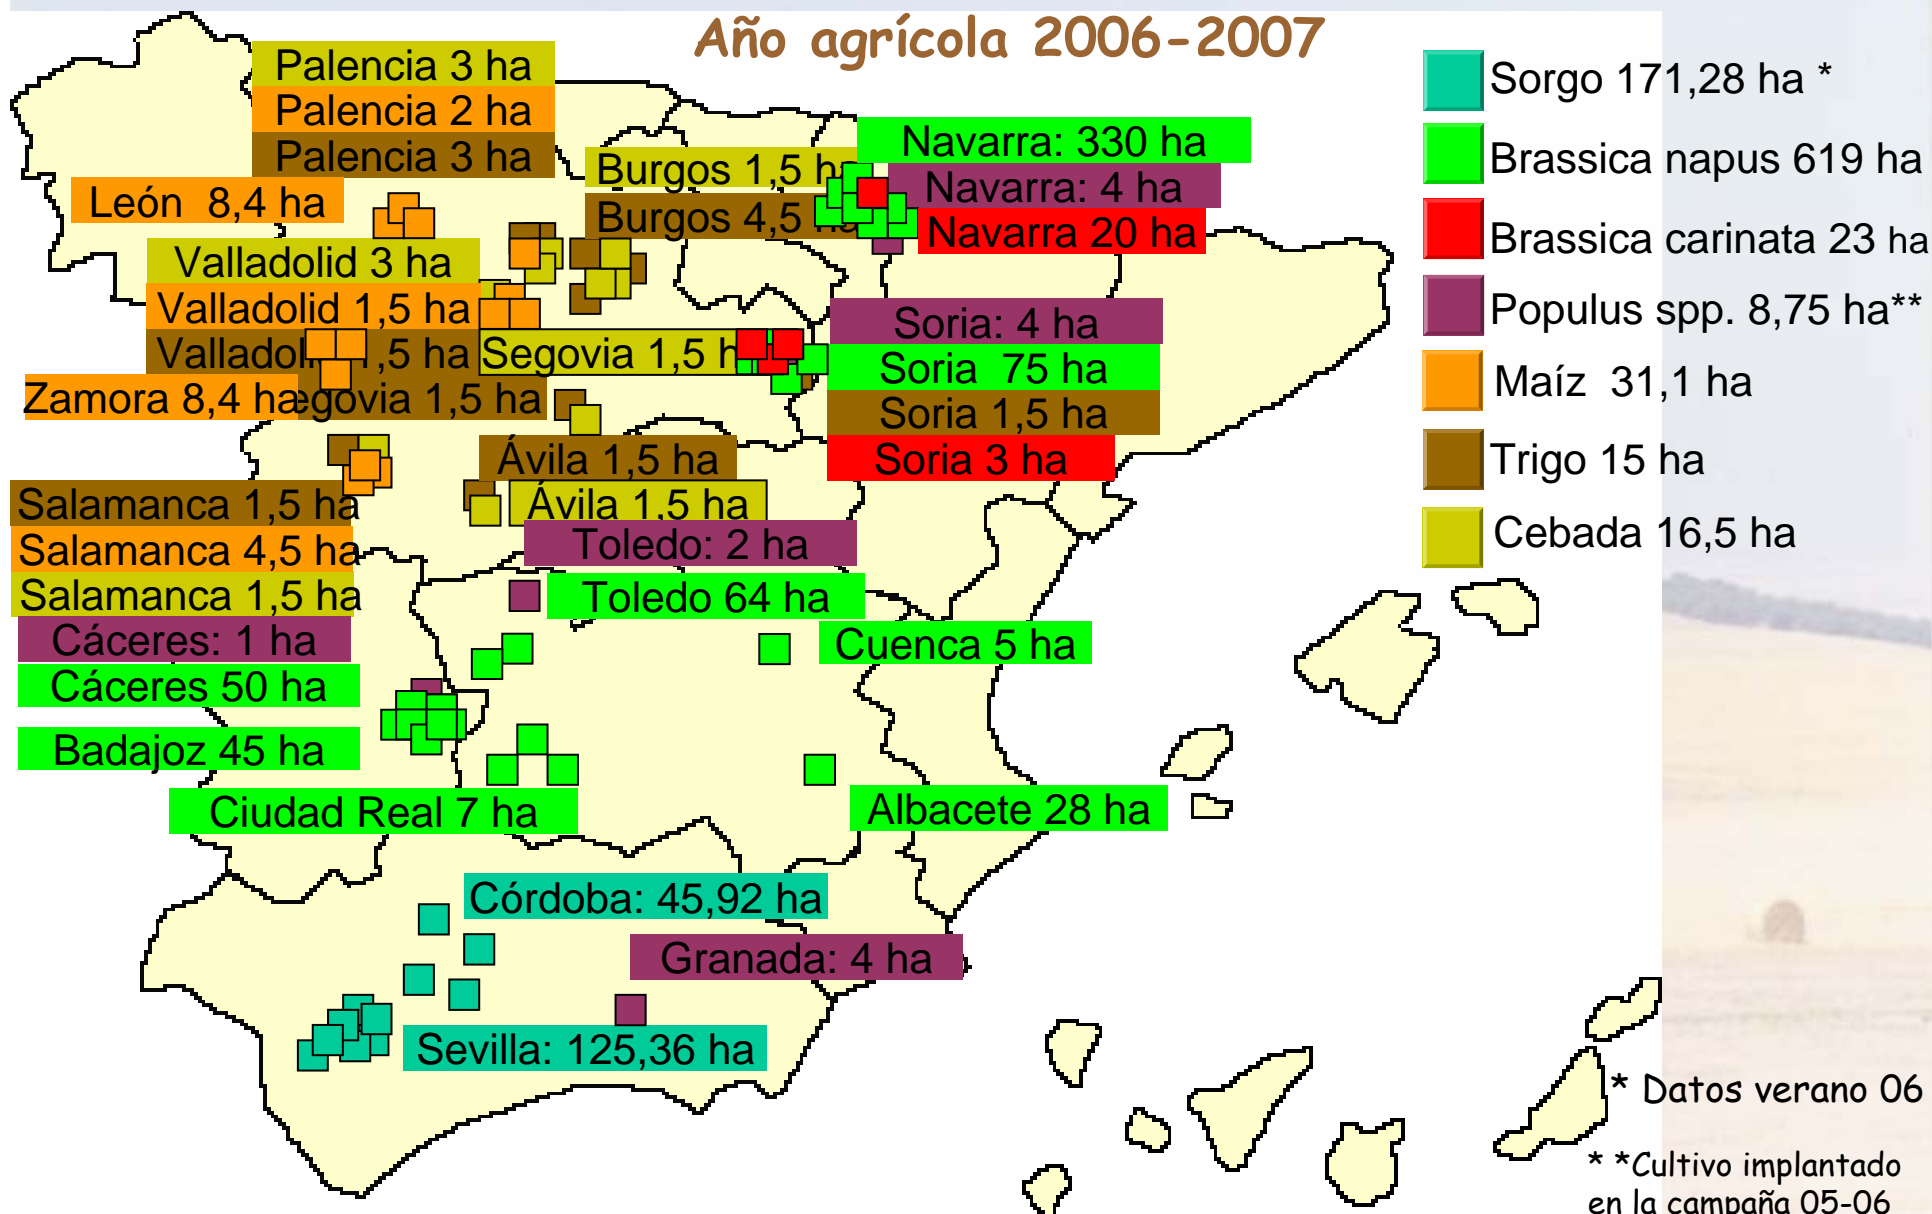 Año agrícola 2006-2007
Palencia 3 ha
Palencia 2 ha
Palencia 3 ha
León 8,4 ha
Burgos 1,5 ha
Burgos 4,5 ha
Navarra: 330 ha
Navarra: 4 ha
Navarra 20 ha
Valladolid 3 ha
Valladolid 1,5 ha
Valladol 1,5 ha
Zamora 8,4 ha
egovia 1,5 ha
Segovia 1,5 h
Soria: 4 ha
Soria 75 ha
Soria 1,5 ha
Soria 3 ha
Ávila 1,5 ha
Ávila 1,5 ha
Salamanca 1,5 ha
Salamanca 4,5 ha
Salamanca 1,5 ha
Toledo: 2 ha
Toledo 64 ha
Cáceres: 1 ha
Cáceres 50 ha
Cuenca 5 ha
Badajoz 45 ha
Ciudad Real 7 ha
Albacete 28 ha
Córdoba: 45,92 ha
Granada: 4 ha
Sevilla: 125,36 ha
Sorgo 171,28 ha *
Brassica napus 619 ha
Brassica carinata 23 ha
Populus spp. 8,75 ha**
Maíz 31,1 ha
Trigo 15 ha
Cebada 16,5 ha
* Datos verano 06
* *Cultivo implantado
en la campaña 05-06